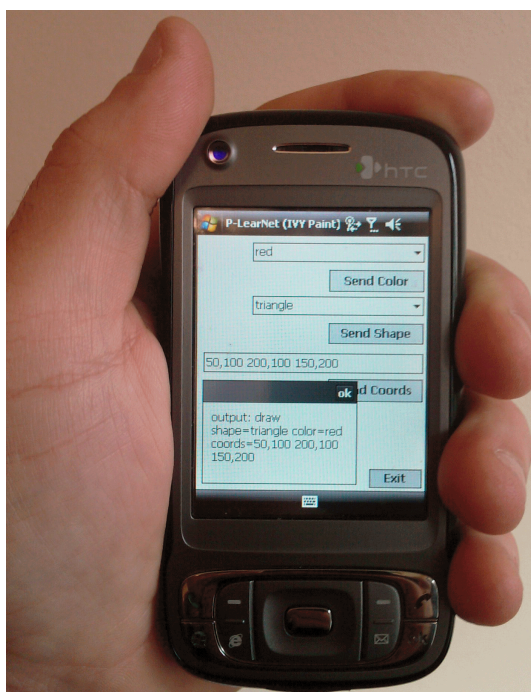 hTC
P-LearNet (IVY Paint)
red
Send Color
triangle
Send Shape
50,100 200,100 150,200
ok
d Coords
output: draw
shape=triangle color=red
coords=50,100 200,100
150,200
Exit